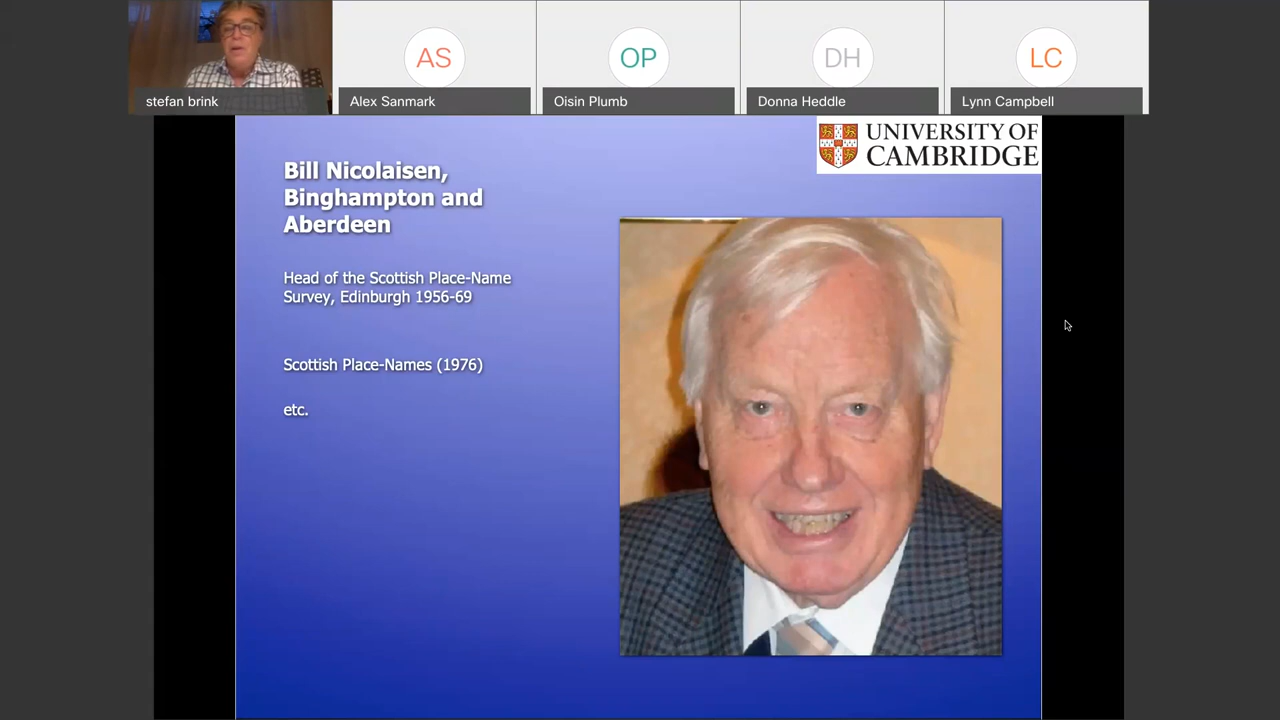 AS
OP
DH
LC
stefan brink
Alex Sanmark
Oisin Plumb
Donna Heddle
Lynn Campbell
UNIVERSITY OF
CAMBRIDGE
Bill Nicolaisen,
Binghampton and
Aberdeen
Head of the Scottish Place-Name
Survey, Edinburgh 1956-69
Scottish Place-Names (1976)
etc.